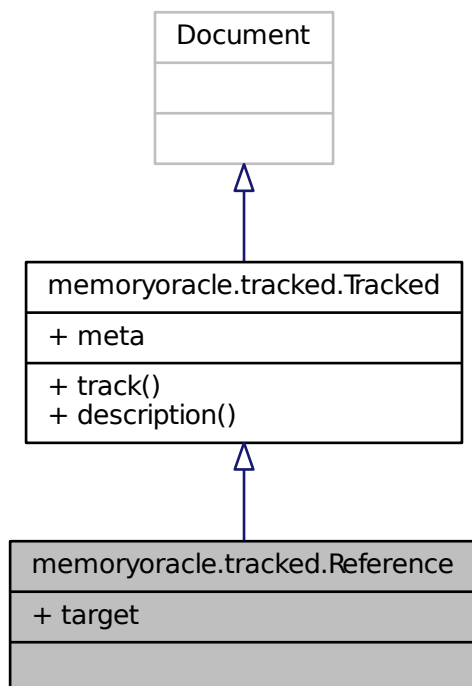 Document
memoryoracle.tracked.Tracked
+ meta
+ track()
+ description()
memoryoracle.tracked.Reference
+ target